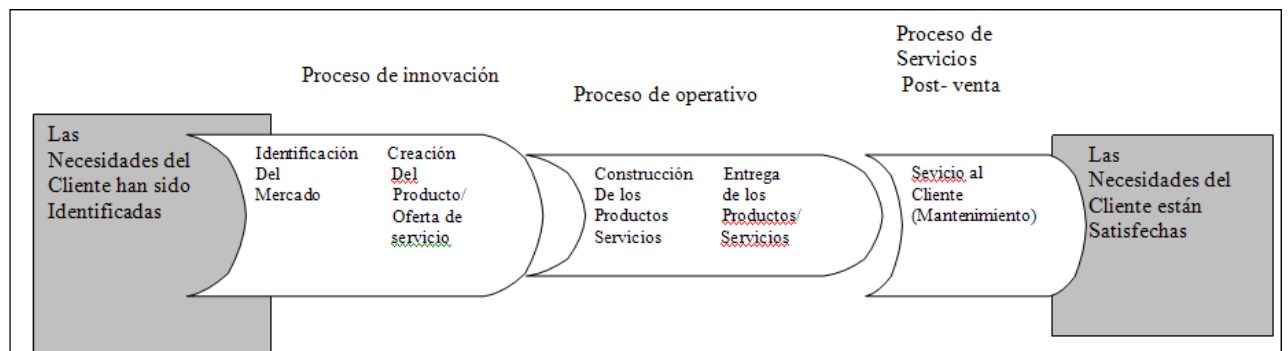 Proceso de innovación
Proceso de operativo
Proceso de
Servicios
Post- venta
Las
Necesidades del
Cliente han sido
Identificadas
Identificación
Del
Mercado
Creación
Del
Producto/
Oferta de
servicio
Construcción
De los
Productos
Servicios
Entrega
de los
Productos/
Servicios
Sevicio al
Cliente
(Mantenimiento)
Las
Necesidades del
Cliente están
Satisfechas